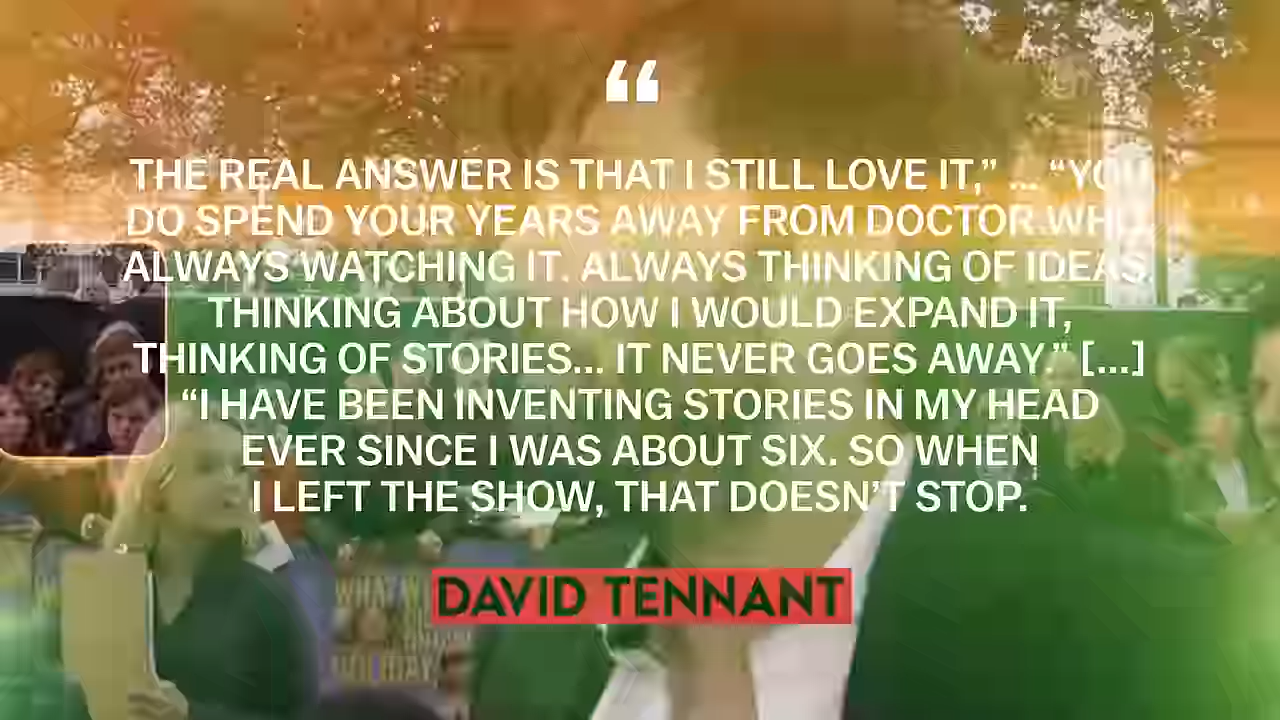 “
THE REAL ANSWER IS THAT I STILL LOVE IT,” ... “YOU
DO SPEND YOUR YEARS AWAY FROM DOCTOR WHO
ALWAYS WATCHING IT. ALWAYS THINKING OF IDEAS.
THINKING ABOUT HOW I WOULD EXPAND IT,
THINKING OF STORIES... IT NEVER GOES AWAY.” [...]
“I HAVE BEEN INVENTING STORIES IN MY HEAD
EVER SINCE I WAS ABOUT SIX. SO WHEN
I LEFT THE SHOW, THAT DOESN’T STOP.
DAVID TENNANT
WHAT W
HOLIDAY